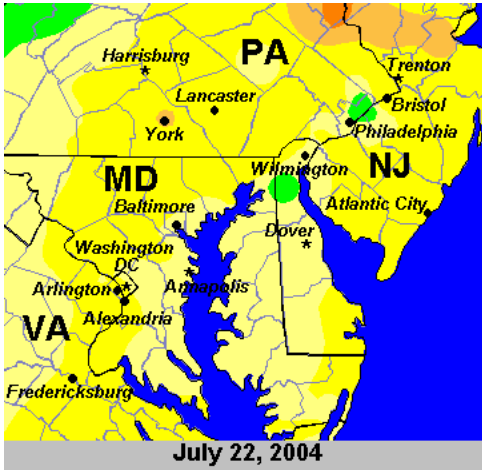 PA
Harrisburg
Trenton
Lancaster
Bristol
York
Philadelphia
Wilmington
NJ
MD
Baltimore
Atlantic City
Dover
Washington
DC
Arlington
Annapolis
Alexandria
VA
Fredericksburg
July 22, 2004